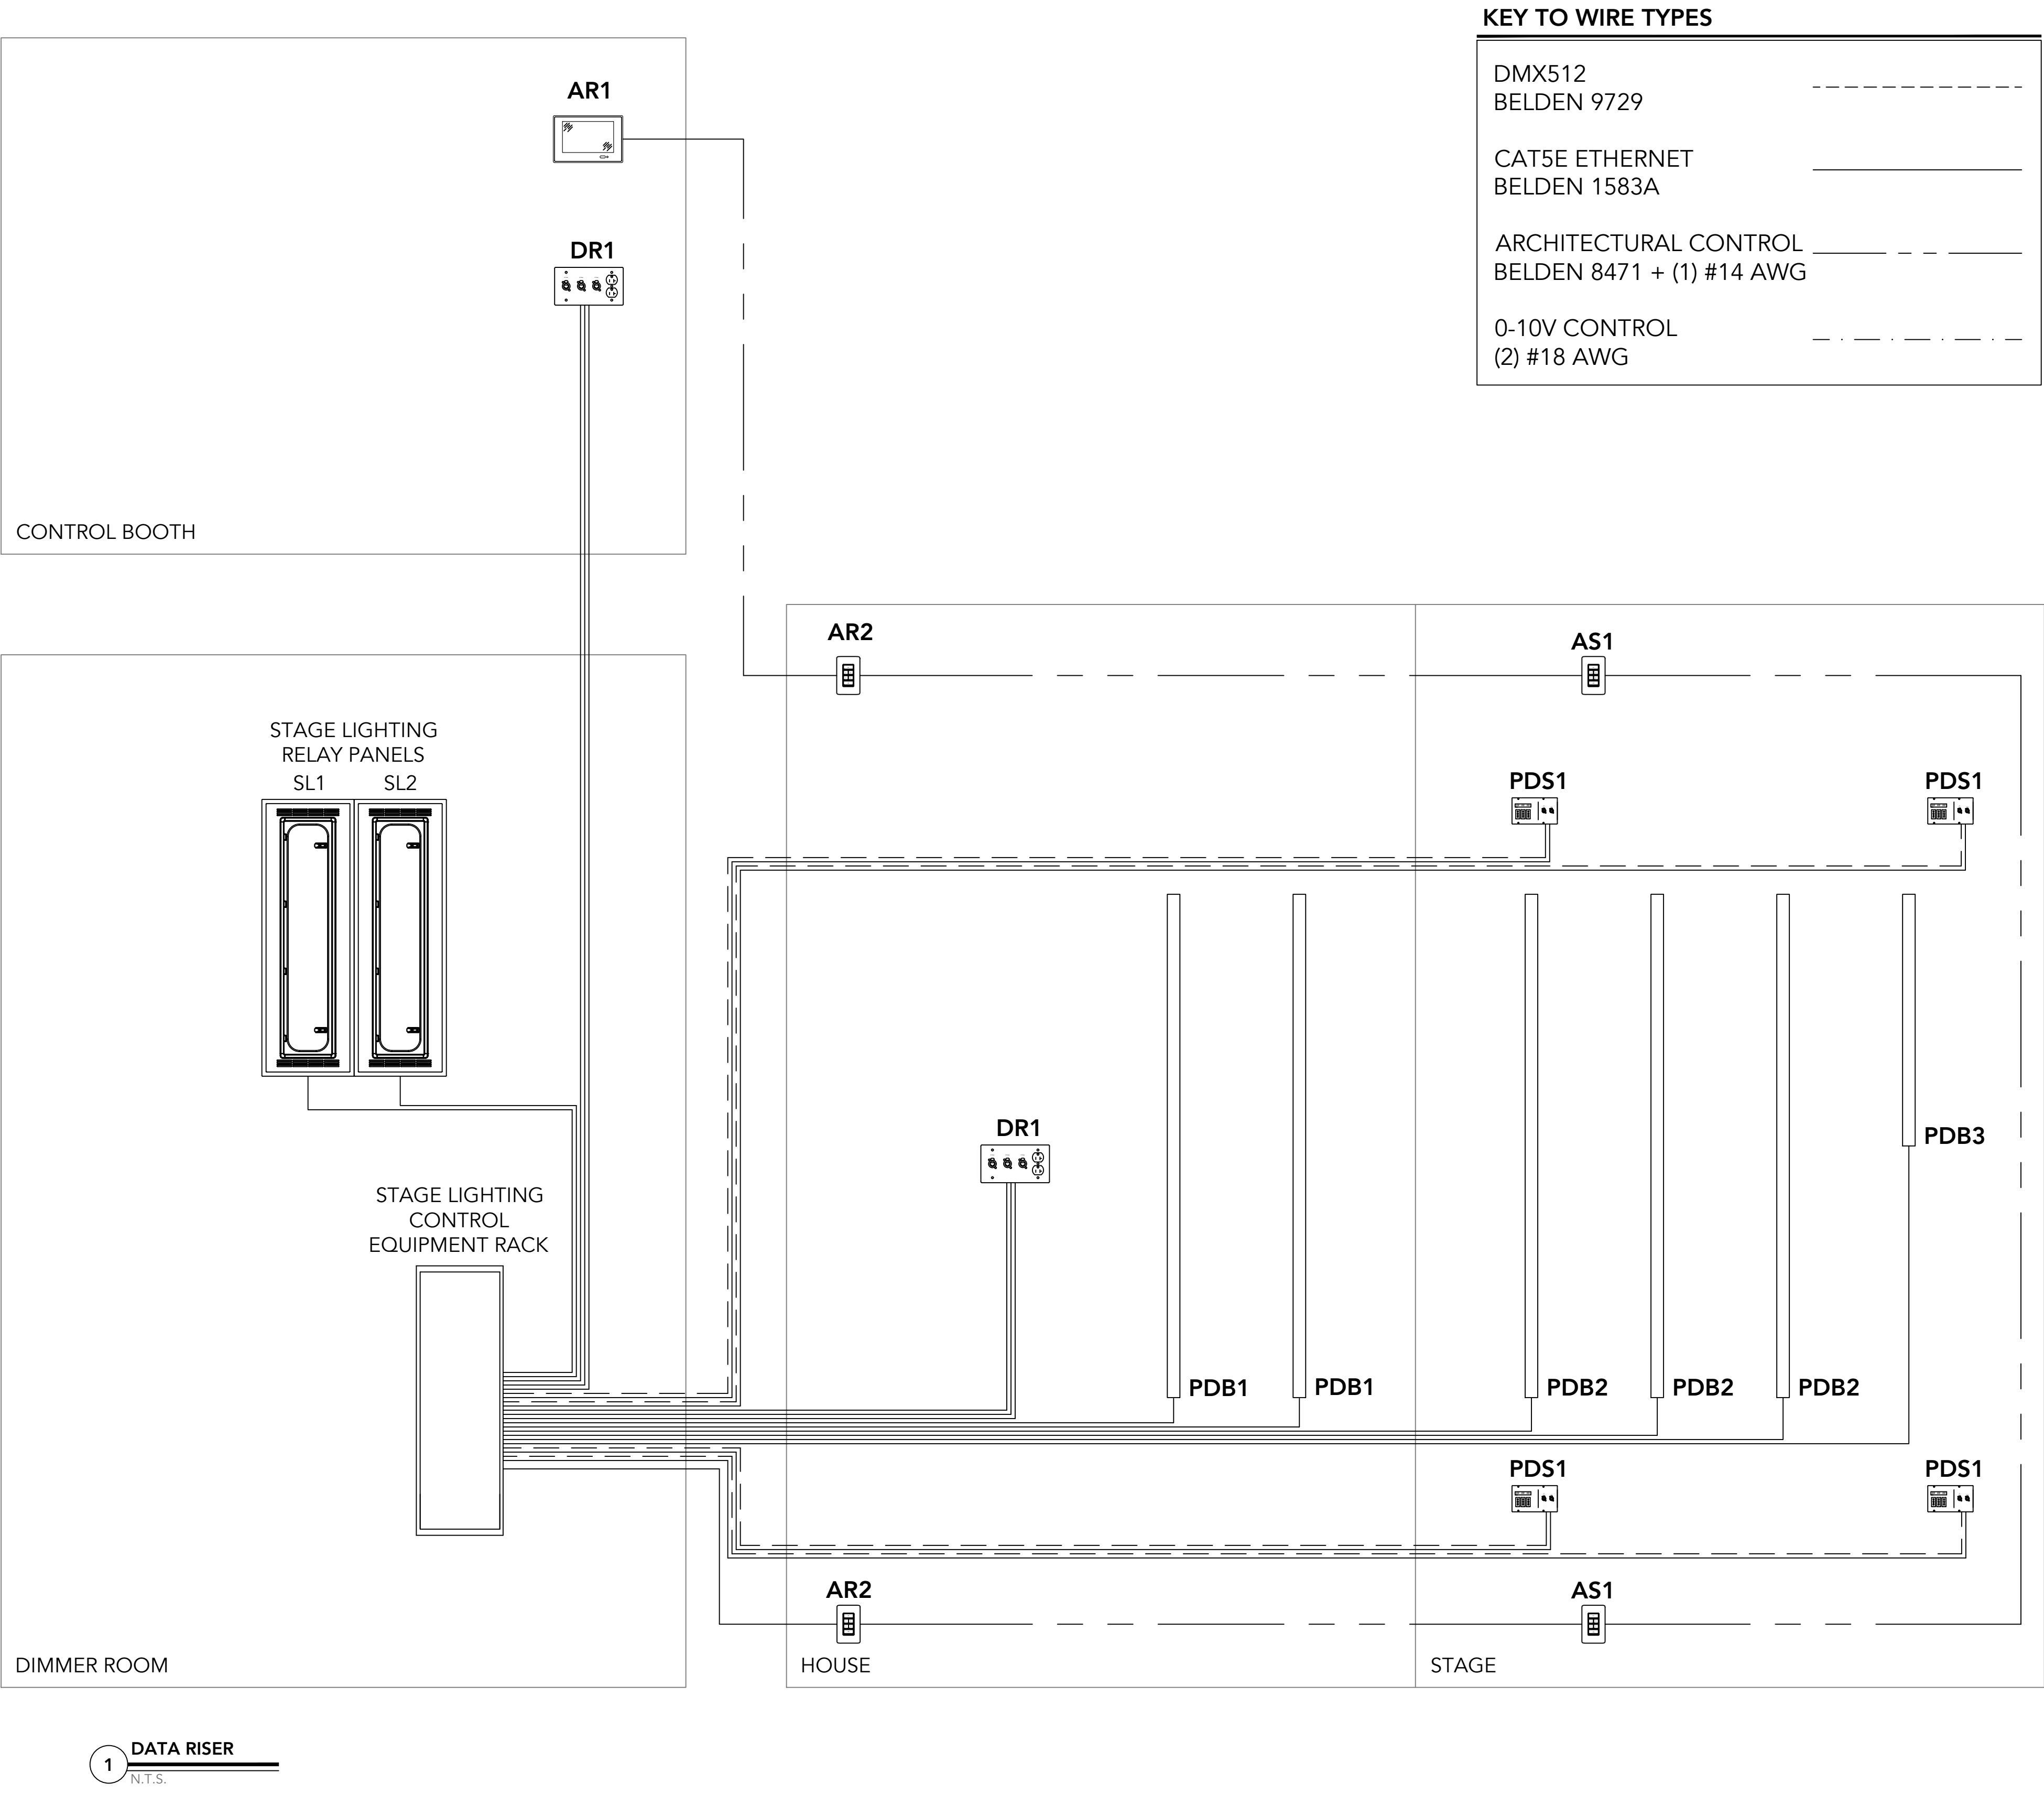 KEY TO WIRE TYPES
DMX512
BELDEN 9729
CAT5E ETHERNET
BELDEN 1583A
ARCHITECTURAL CONTROL
BELDEN 8471 + (1) #14 AWG
0-10V CONTROL
(2) #18 AWG
AR1
DR1
CONTROL BOOTH
AR2
AS1
STAGE LIGHTING
RELAY PANELS
SL1 SL2
PDS1
PDS1
DR1
PDB3
STAGE LIGHTING
CONTROL
EQUIPMENT RACK
PDB1
PDB1
PDB2
PDB2
PDB2
PDS1
PDS1
AR2
AS1
DIMMER ROOM
HOUSE
STAGE
1
DATA RISER
N.T.S.